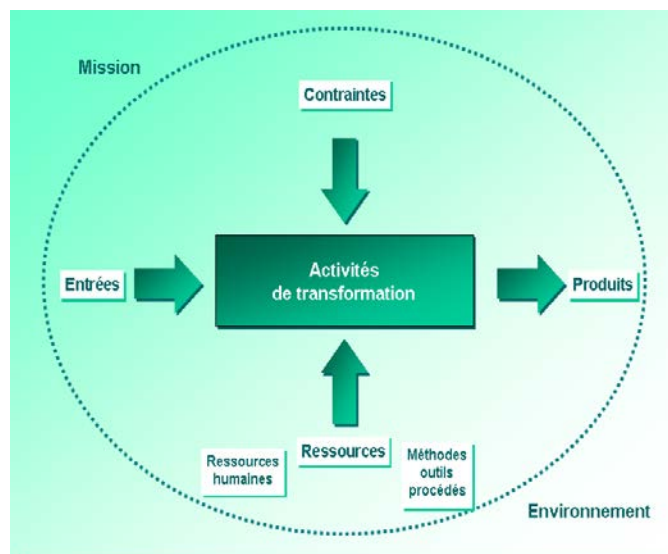 Mission
Contraintes
Entrées
Activités
de transformation
Produits
Ressources
humaines
Ressources
Méthodes
outils
procédés
Environnement